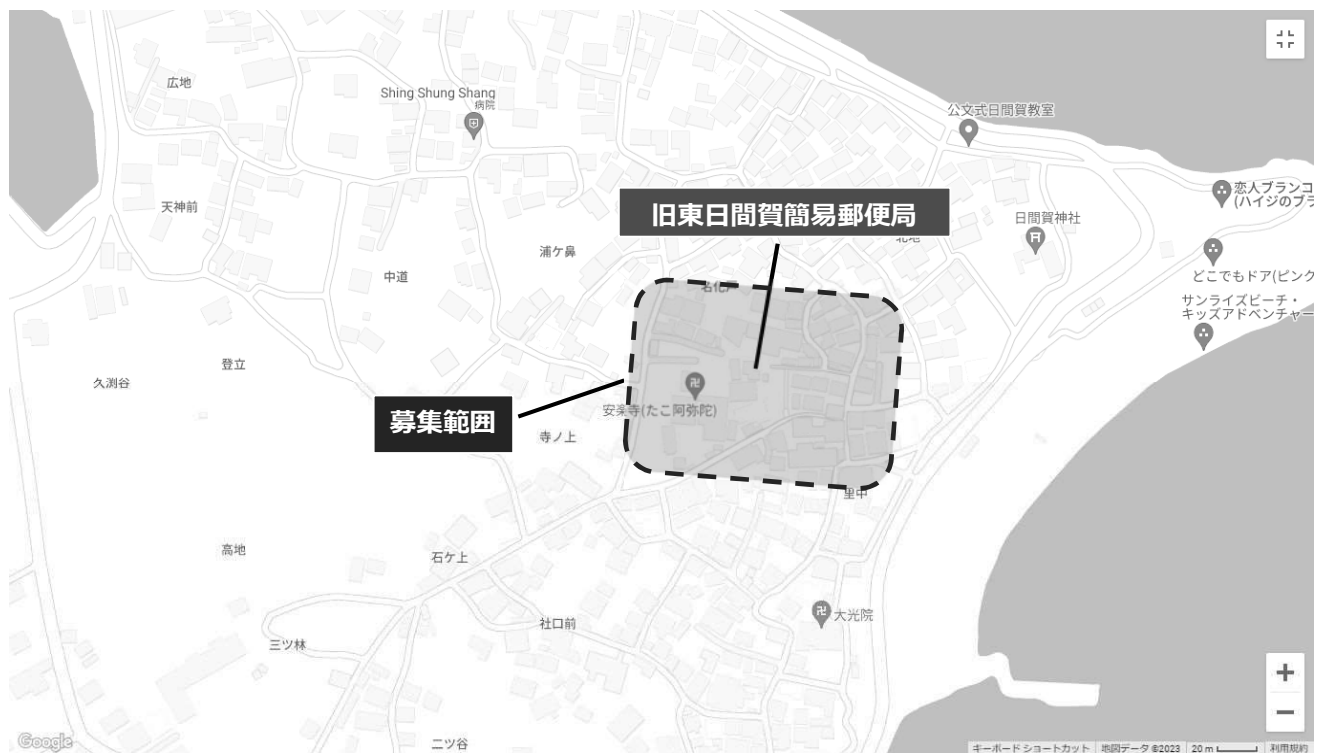 広地
Shing Shung Shang
病院
公文式日間賀教室
恋人ブランコ
(ハイジのブラ
天神前
旧東日間賀簡易郵便局
日間賀神社
北地
浦ケ鼻
中道
どこでもドア(ピンク
名化戸
サンライズビーチ・
キッズアドベンチャー
登立
久渕谷
安楽寺(たこ阿弥陀)
募集範囲
寺ノ上
里中
高地
石ケ上
大光院
社口前
三ツ林
二ツ谷
Google
キーボード ショートカット
地図データ ©2023
20 m
利用規約